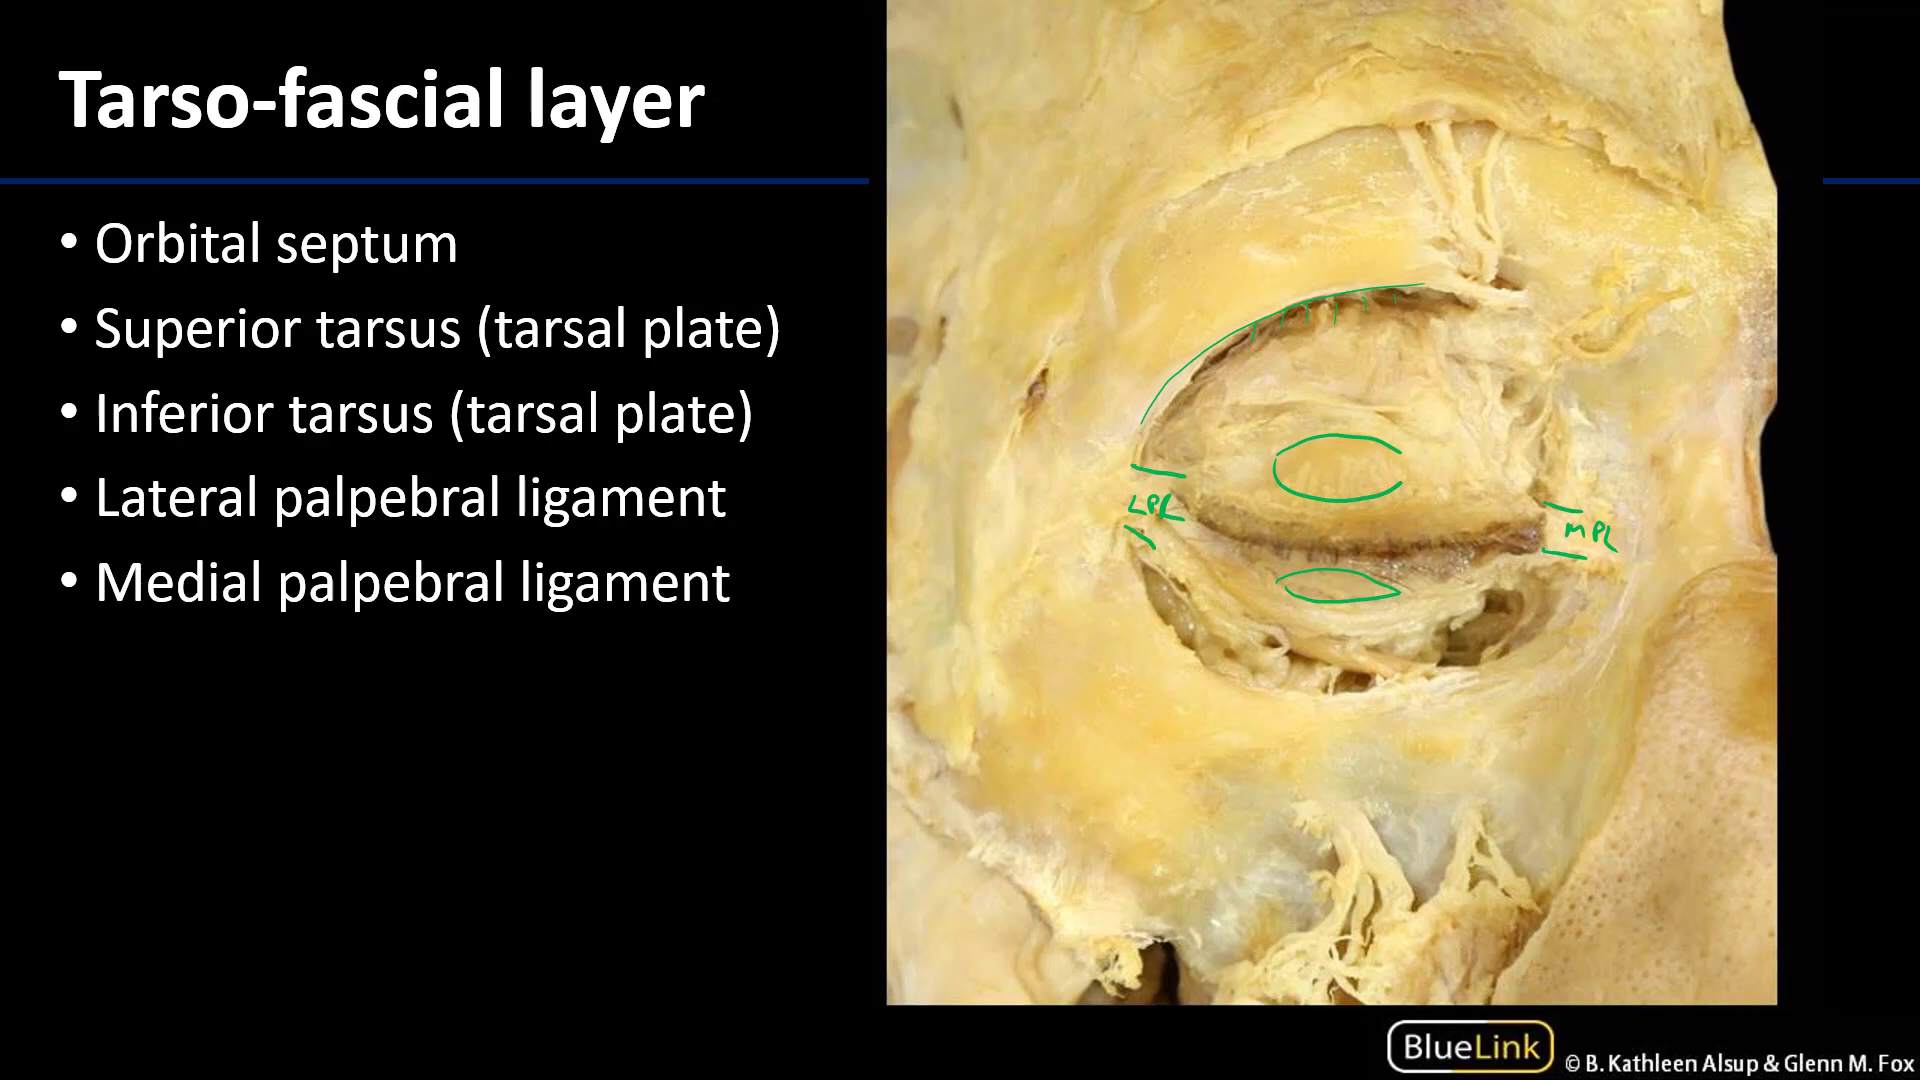 Tarso-fascial layer
• Orbital septum
• Superior tarsus (tarsal plate)
• Inferior tarsus (tarsal plate)
• Lateral palpebral ligament
• Medial palpebral ligament
LPL
MPL
BlueLink
© B. Kathleen Alsup & Glenn M. Fox